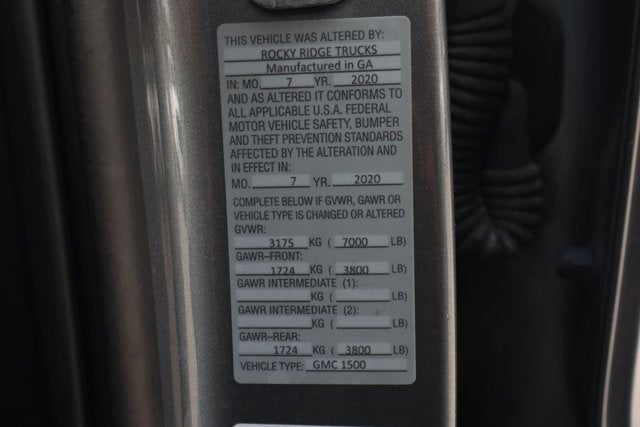 THIS VEHICLE WAS ALTERED BY:
ROCKY RIDGE TRUCKS
Manufactured in GA
IN: MO. 7 YR. 2020
AND AS ALTERED IT CONFORMS TO
ALL APPLICABLE U.S.A. FEDERAL
MOTOR VEHICLE SAFETY, BUMPER
AND THEFT PREVENTION STANDARDS
AFFECTED BY THE ALTERATION AND
IN EFFECT IN:
MO. 7 YR. 2020
COMPLETE BELOW IF GVWR, GAWR OR
VEHICLE TYPE IS CHANGED OR ALTERED
GVWR:
3175 KG ( 7000 LB)
GAWR–FRONT:
1724 KG ( 3800 LB)
GAWR INTERMEDIATE (1):
KG ( LB)
GAWR INTERMEDIATE (2):
KG ( LB)
GAWR–REAR:
1724 KG ( 3800 LB)
VEHICLE TYPE: GMC 1500